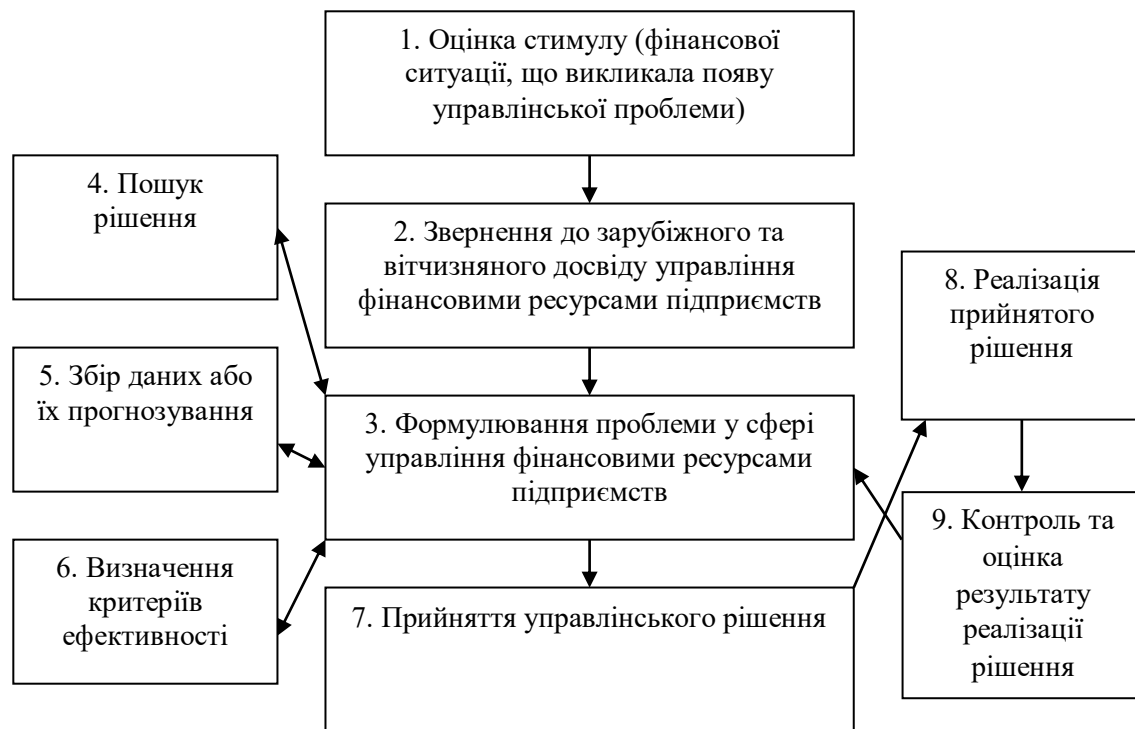 1. Оцінка стимулу (фінансової
ситуації, що викликала появу
управлінської проблеми)
4. Пошук
рішення
2. Звернення до зарубіжного та
вітчизняного досвіду управління
фінансовими ресурсами підприємств
8. Реалізація
прийнятого
рішення
5. Збір даних або
їх прогнозування
3. Формулювання проблеми у сфері
управління фінансовими ресурсами
підприємств
9. Контроль та
оцінка
результату
реалізації
рішення
6. Визначення
критеріїв
ефективності
7. Прийняття управлінського рішення